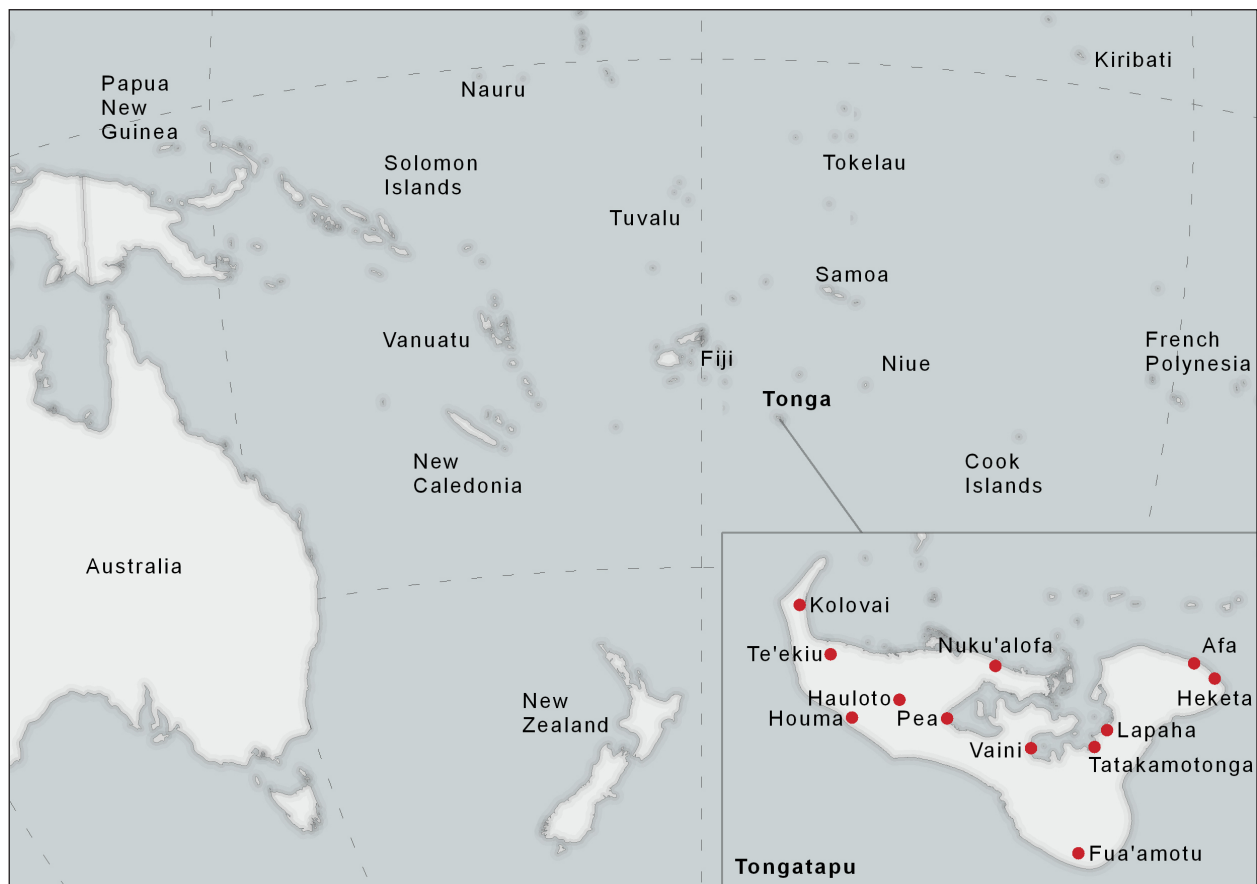 Kiribati
Papua
New
Guinea
Nauru
Solomon
Islands
Tokelau
Tuvalu
Samoa
Vanuatu
Fiji
Niue
French
Polynesia
Tonga
New
Caledonia
Cook
Islands
Australia
New
Zealand
Kolovai
Te'ekiu
Nuku'alofa
Afa
Heketa
Hauloto
Houma
Pea
Lapaha
Vaini
Tatakamotonga
Fua'amotu
Tongatapu